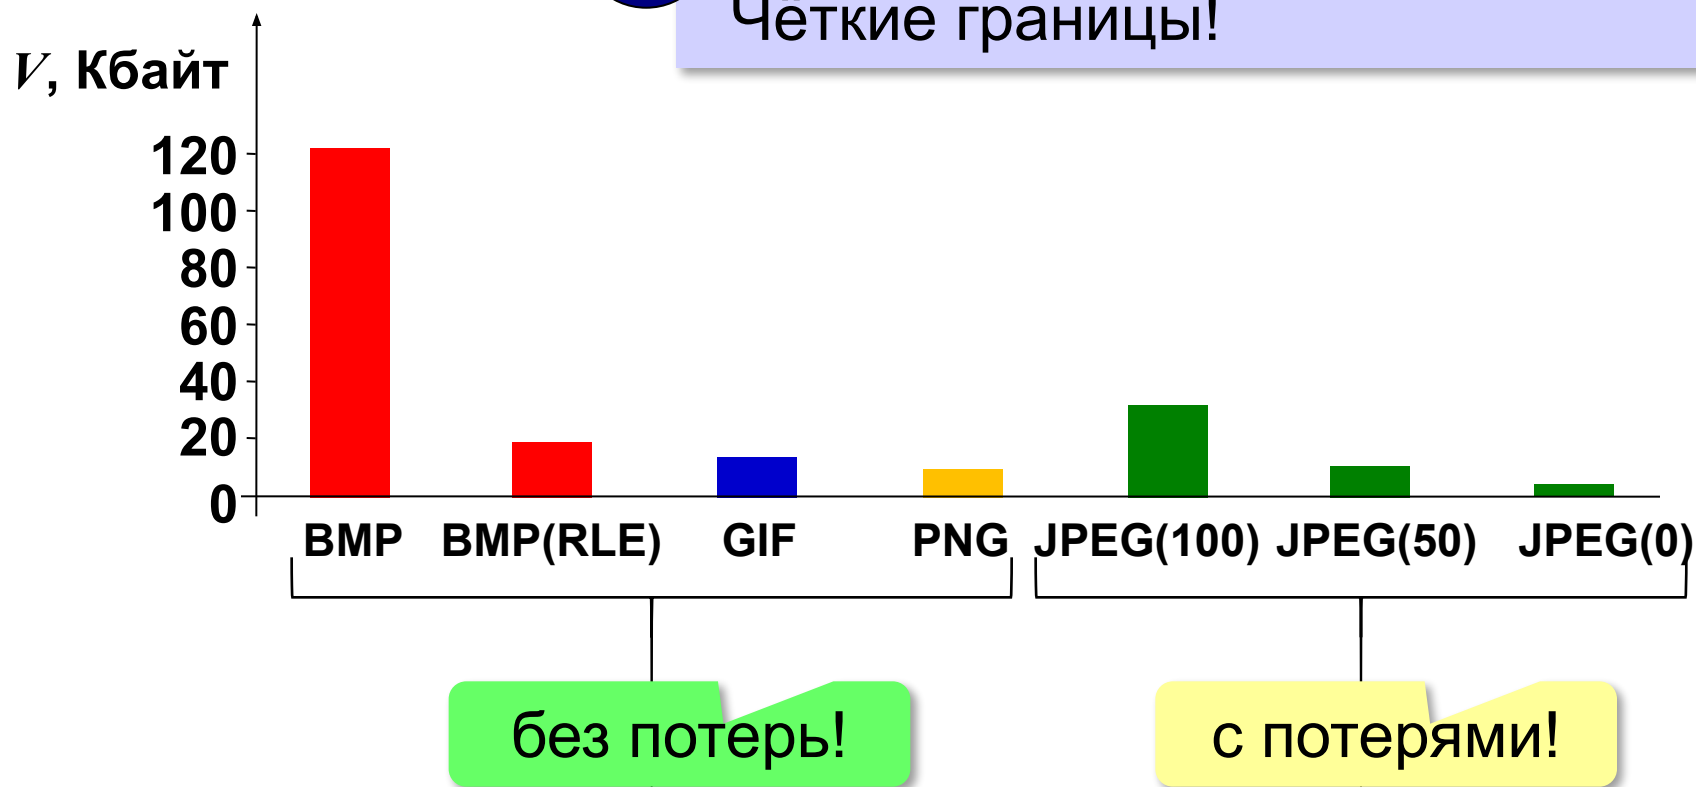 Чёткие границы!
V, Кбайт
120
100
80
60
40
20
0
BMP BMP(RLE) GIF PNG JPEG(100) JPEG(50) JPEG(0)
без потерь! с потерями!